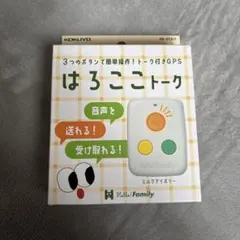 KOKUYO
3つのボタンで簡単操作!トーク付きGPS
はろここトーク
音声を
送れる!
受け取れる!
ミルクアイボリー
Hello! Family